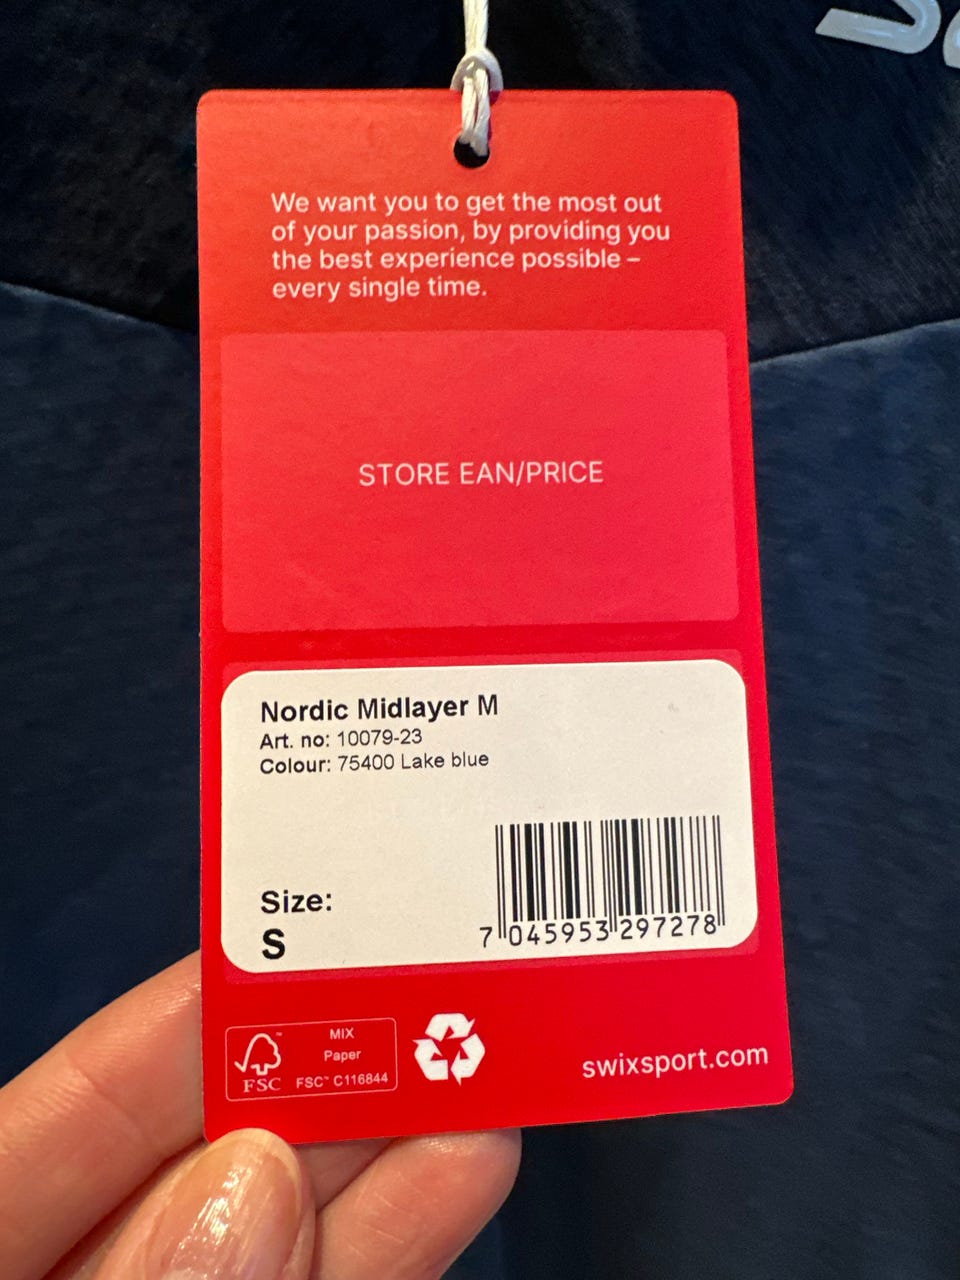 We want you to get the most out
of your passion, by providing you
the best experience possible –
every single time.
STORE EAN/PRICE
Nordic Midlayer M
Art. no: 10079-23
Colour: 75400 Lake blue
Size:
S
7 045953 297278
MIX
Paper
FSC™ C116844
™
FSC
swixsport.com